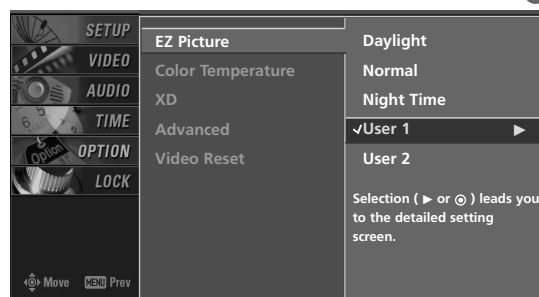 SETUP
VIDEO
AUDIO
TIME
OPTION
LOCK
Move MENU Prev
EZ Picture
Color Temperature
XD
Advanced
Video Reset
Daylight
Normal
Night Time
✓User 1 ►
User 2
Selection ( ► or ◉ ) leads you
to the detailed setting
screen.